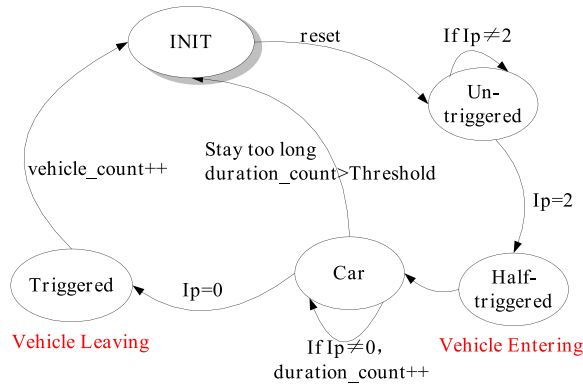 INIT
reset
If Ip≠2
Un-
triggered
Stay too long
duration_count>Threshold
vehicle_count++
Ip=2
Triggered
Ip=0
Car
Half-
triggered
Vehicle Leaving
If Ip≠0,
duration_count++
Vehicle Entering